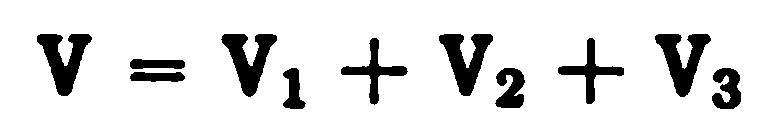 V = V₁ + V₂ + V₃